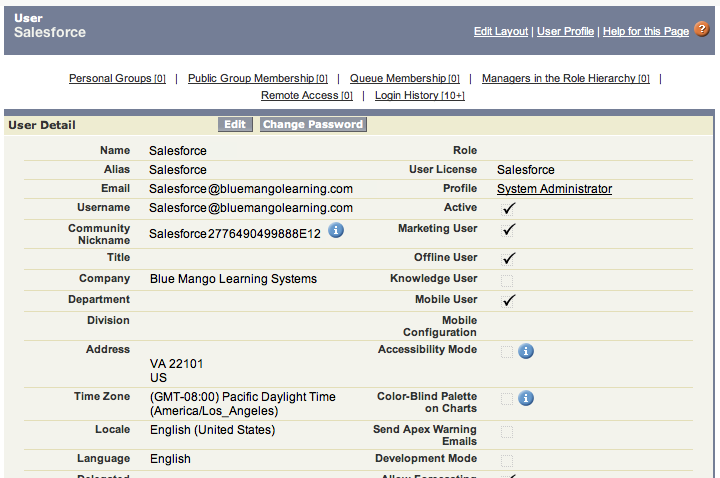 User
Salesforce
Edit Layout | User Profile | Help for this Page ?
Personal Groups [0] | Public Group Membership [0] | Queue Membership [0] | Managers in the Role Hierarchy [0] |
Remote Access [0] | Login History [10+]
User Detail Edit Change Password
Name Salesforce Role
Alias Salesforce User License Salesforce
Email Salesforce@bluemangolearning.com Profile System Administrator
Username Salesforce@bluemangolearning.com Active
Community Nickname Salesforce2776490499888E12 i Marketing User
Title Offline User
Company Blue Mango Learning Systems Knowledge User
Department Mobile User
Division Mobile Configuration
Address Accessibility Mode i
VA 22101
US
Time Zone (GMT-08:00) Pacific Daylight Time Color-Blind Palette
(America/Los_Angeles) on Charts i
Locale English (United States) Send Apex Warning
Emails
Language English Development Mode
Delegated Allow Forecasting